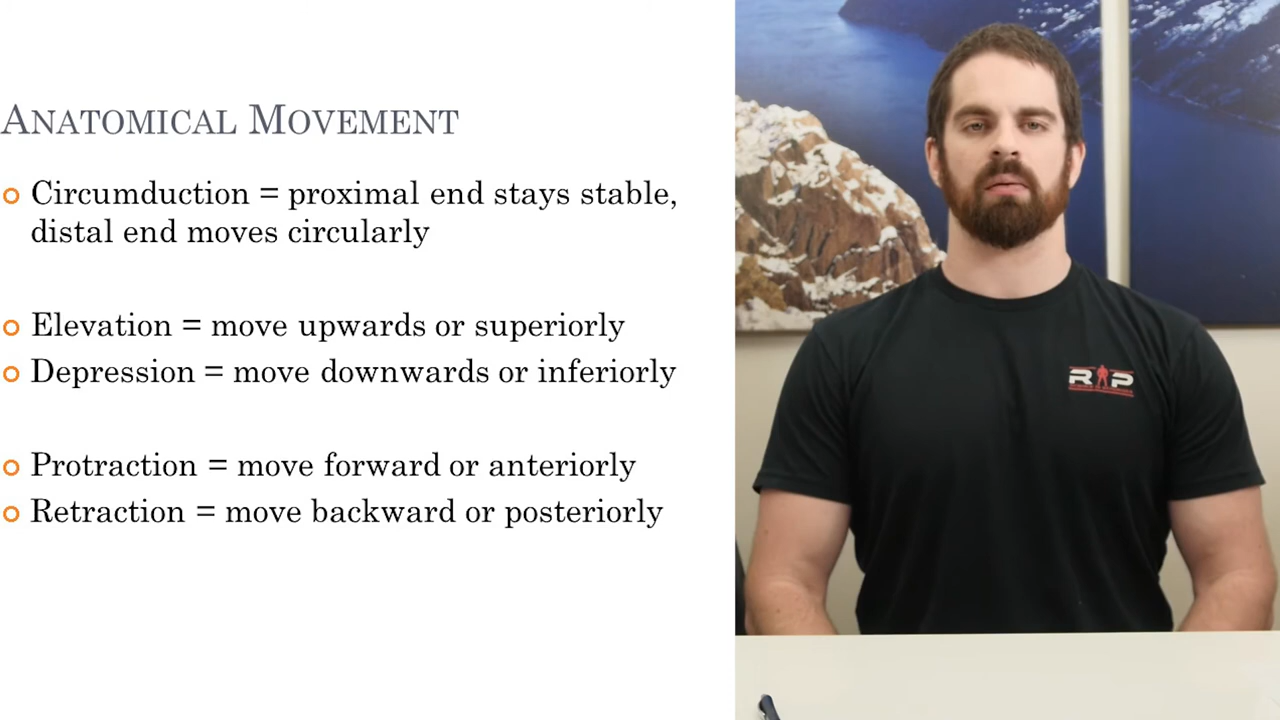 ANATOMICAL MOVEMENT
Circumduction = proximal end stays stable,
distal end moves circularly
Elevation = move upwards or superiorly
Depression = move downwards or inferiorly
Protraction = move forward or anteriorly
Retraction = move backward or posteriorly
RP